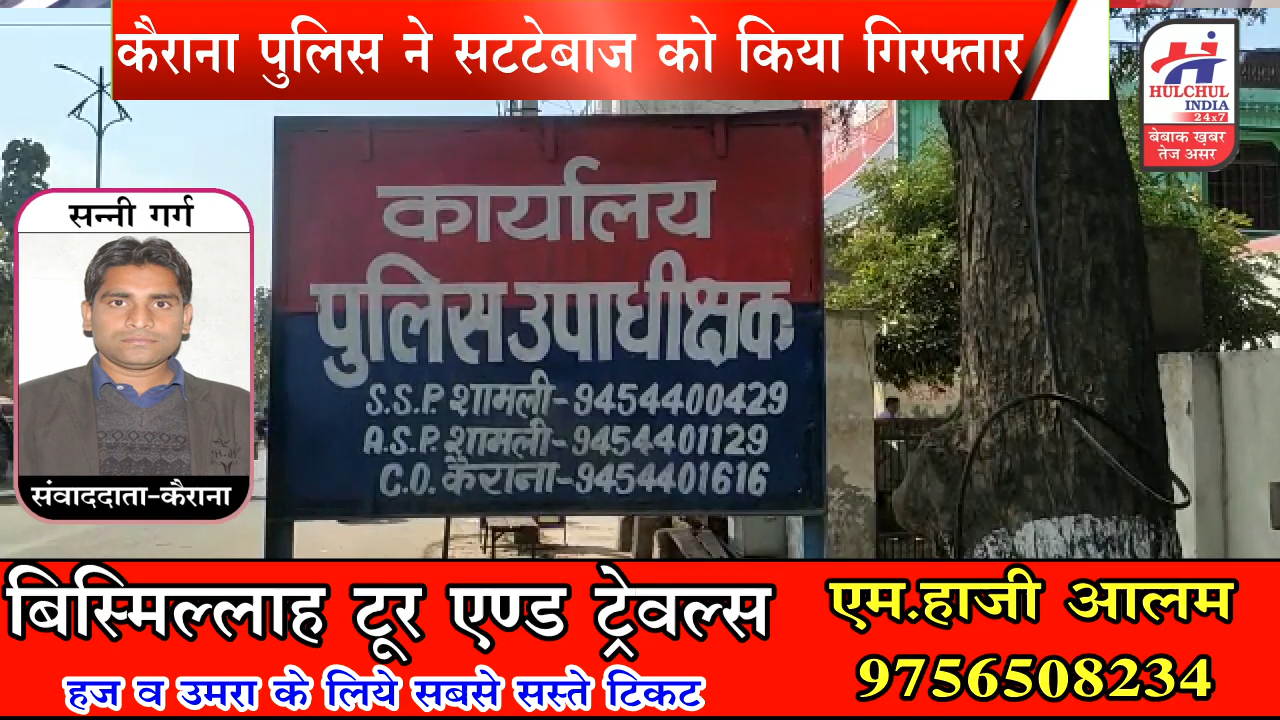 कैराना पुलिस ने सटटेबाज को किया गिरफ्तार
HULCHUL
INDIA
24x7
बेबाक ख़बर
तेज असर
सन्नी गर्ग
संवाददाता-कैराना
कार्यालय
पुलिस उपाधीक्षक
S.S.P. शामली-9454400429
A.S.P. शामली-9454401129
C.O. कैराना-9454401616
बिस्मिल्लाह टूर एण्ड ट्रेवल्स
हज व उमरा के लिये सबसे सस्ते टिकट
एम.हाजी आलम
9756508234